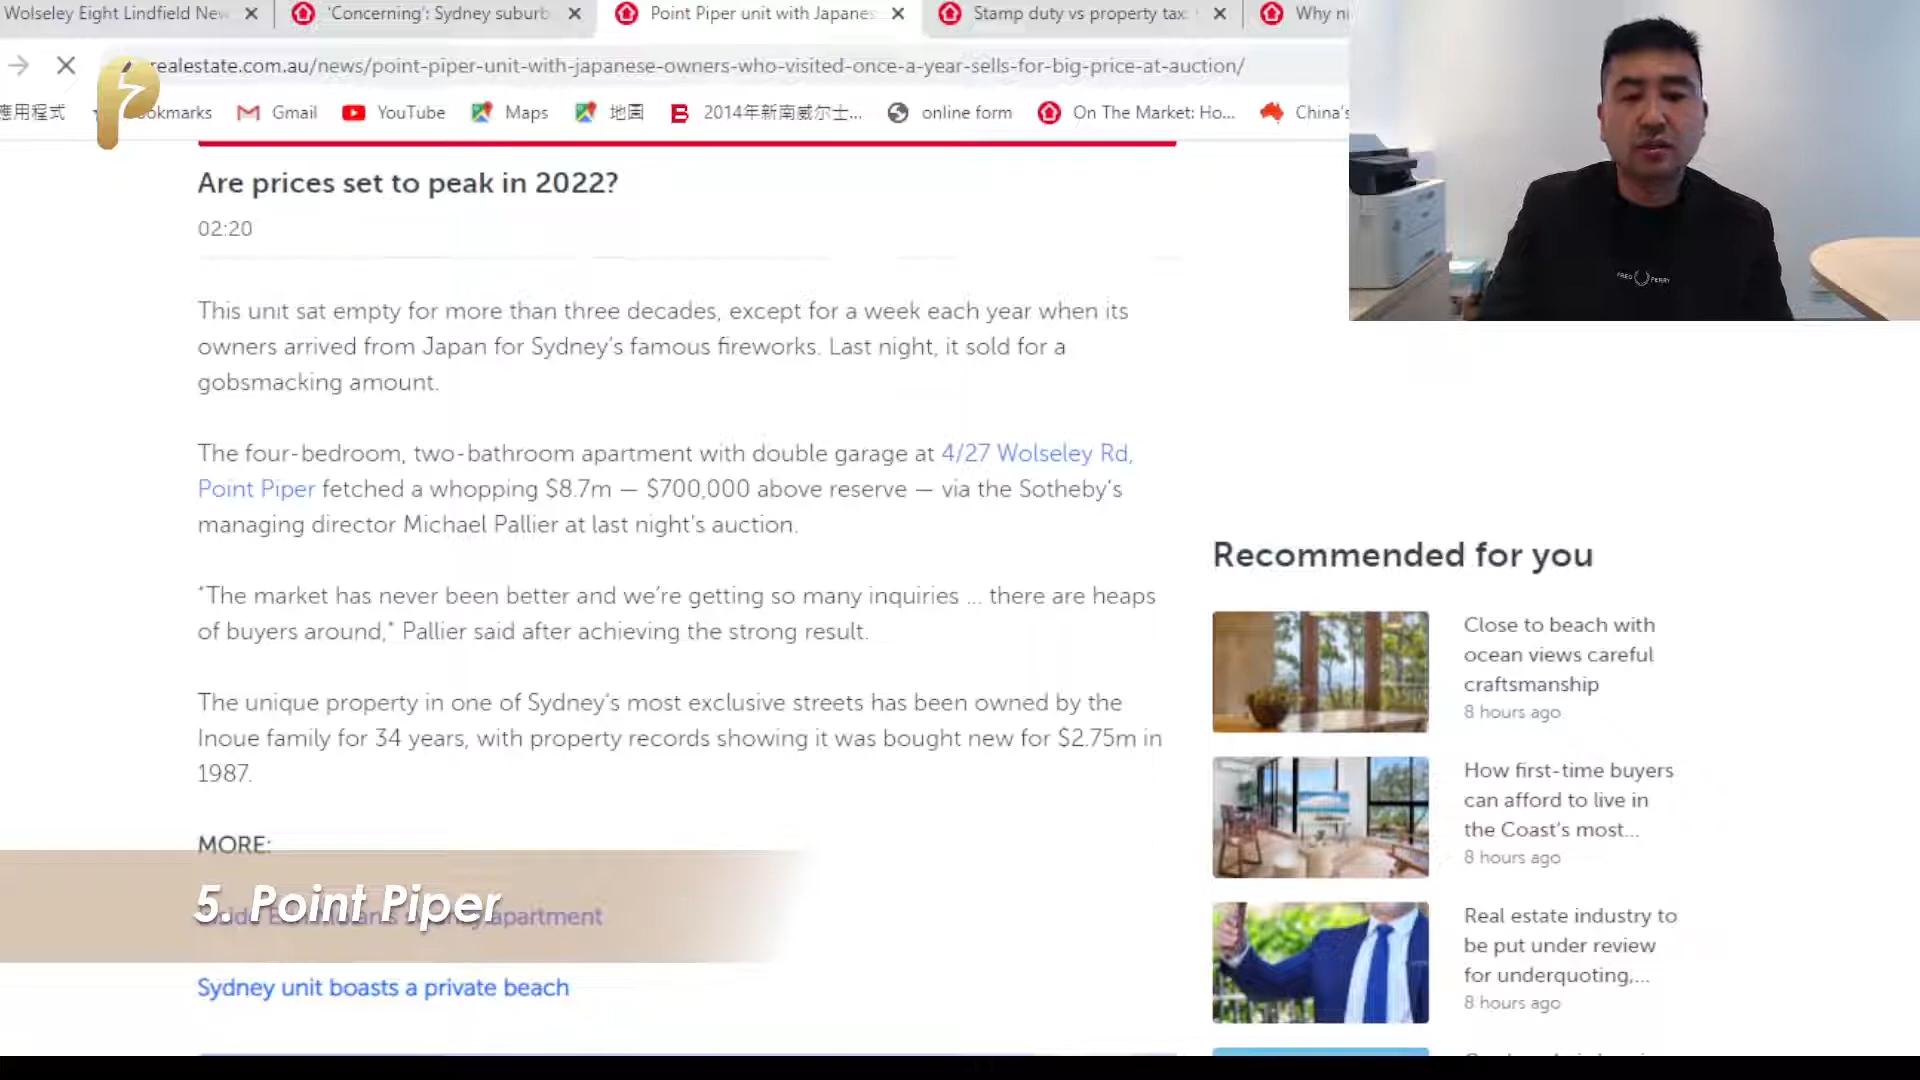 Wolseley Eight Lindfield New
'Concerning': Sydney suburb
Point Piper unit with Japanes
Stamp duty vs property tax:
Why ni
realestate.com.au/news/point-piper-unit-with-japanese-owners-who-visited-once-a-year-sells-for-big-price-at-auction/
應用程式
Gmail
YouTube
Maps
地圖
2014年新南威尔士...
online form
On The Market: Ho...
China's
Are prices set to peak in 2022?
02:20
This unit sat empty for more than three decades, except for a week each year when its
owners arrived from Japan for Sydney's famous fireworks. Last night, it sold for a
gobsmacking amount.
The four-bedroom, two-bathroom apartment with double garage at 4/27 Wolseley Rd,
Point Piper fetched a whopping $8.7m — $700,000 above reserve — via the Sotheby's
managing director Michael Pallier at last night's auction.
"The market has never been better and we're getting so many inquiries ... there are heaps
of buyers around," Pallier said after achieving the strong result.
The unique property in one of Sydney's most exclusive streets has been owned by the
Inoue family for 34 years, with property records showing it was bought new for $2.75m in
1987.
MORE:
5. Point Piper
apartment
Sydney unit boasts a private beach
Recommended for you
Close to beach with
ocean views careful
craftsmanship
8 hours ago
How first-time buyers
can afford to live in
the Coast's most...
8 hours ago
Real estate industry to
be put under review
for underquoting,...
8 hours ago
FRED PERRY